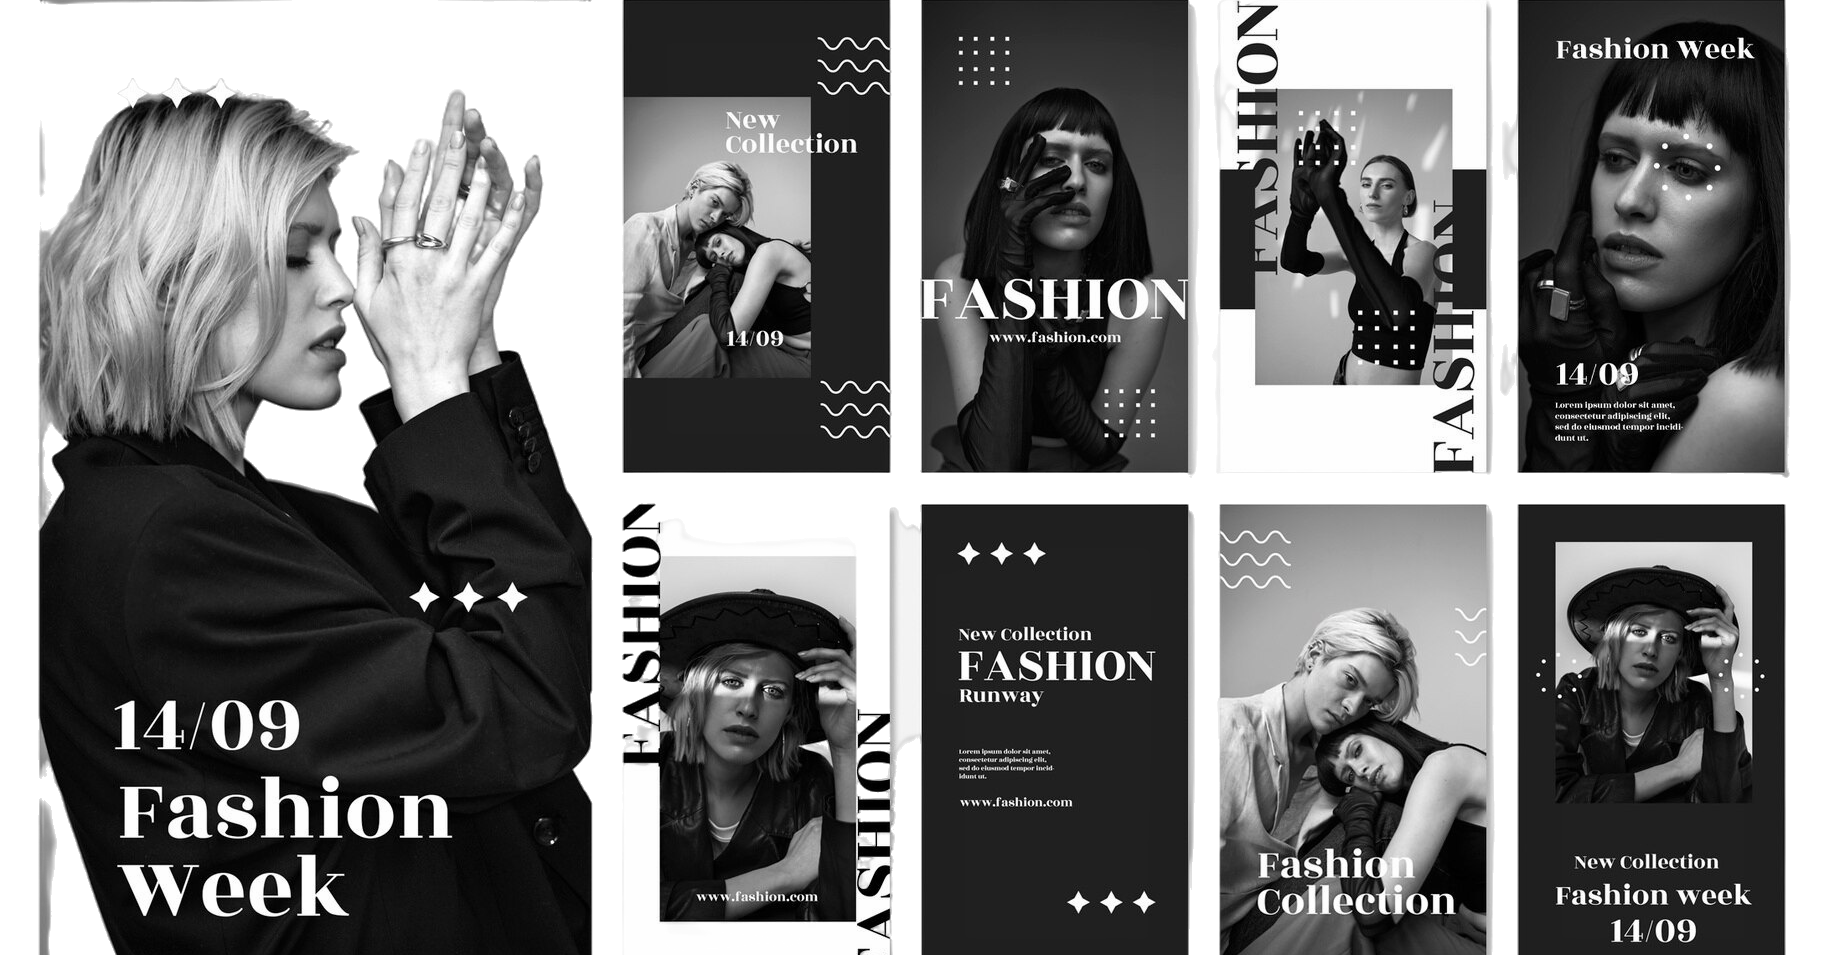 14/09
Fashion
Week
New
Collection
14/09
FASHION
www.fashion.com
FASHION
FASHION
Fashion Week
14/09
Lorem ipsum dolor sit amet,
consectetur adipiscing elit,
sed do eiusmod tempor incidi-
dunt ut.
FASHION
FASHION
www.fashion.com
New Collection
FASHION
Runway
Lorem ipsum dolor sit amet,
consectetur adipiscing elit,
sed do eiusmod tempor incid-
idunt ut.
www.fashion.com
Fashion
Collection
New Collection
Fashion week
14/09